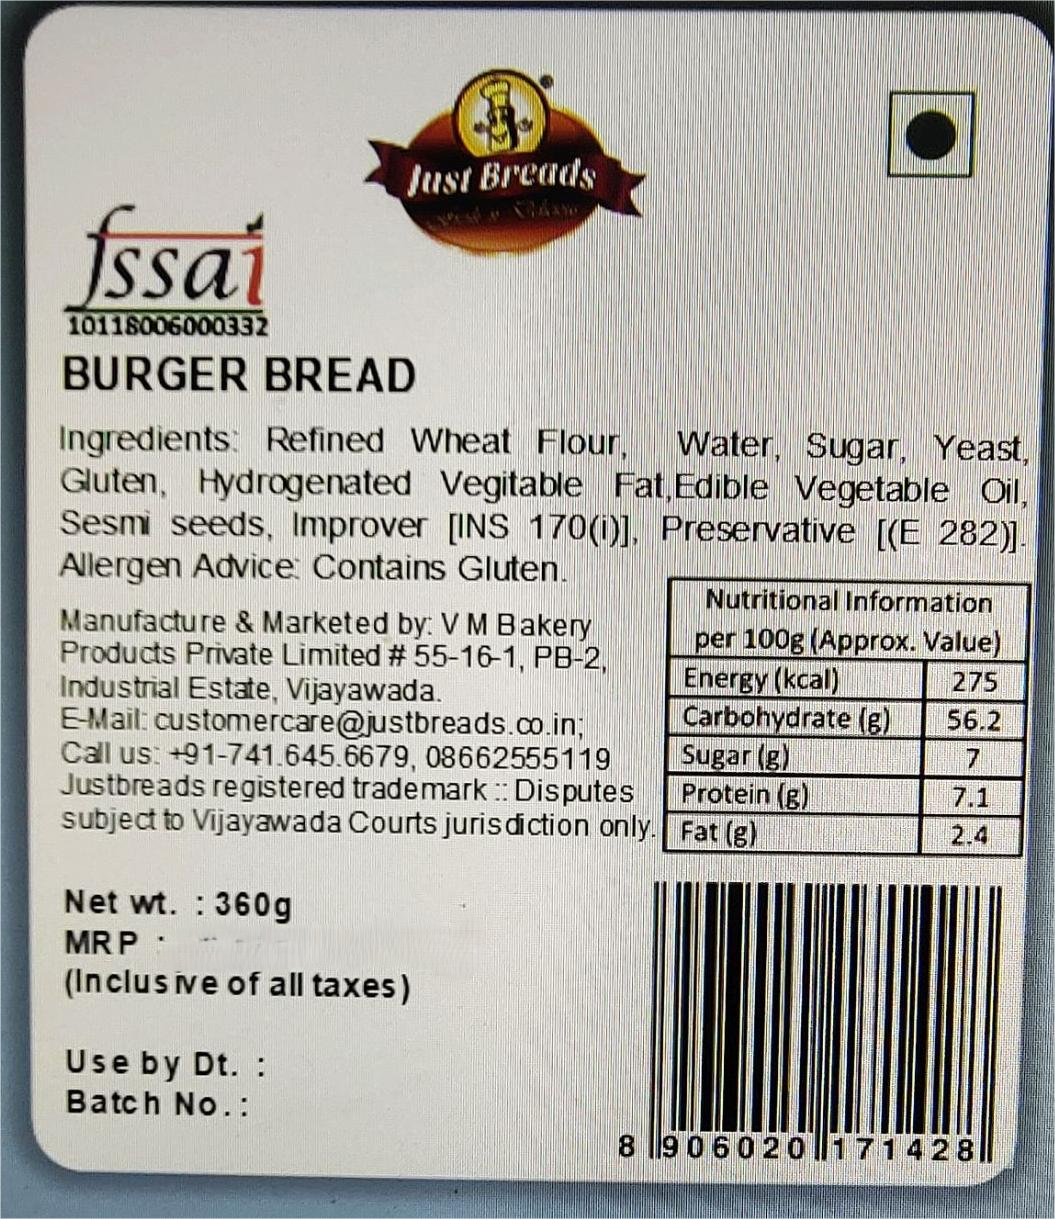 Just Breads
fssai
10118006000332
BURGER BREAD
Ingredients: Refined Wheat Flour, Water, Sugar, Yeast,
Gluten, Hydrogenated Vegitable Fat,Edible Vegetable Oil,
Sesmi seeds, Improver [INS 170(i)], Preservative [(E 282)].
Allergen Advice: Contains Gluten.
Manufacture & Marketed by: V M Bakery
Products Private Limited # 55-16-1, PB-2,
Industrial Estate, Vijayawada.
E-Mail: customercare@justbreads.co.in;
Call us: +91-741.645.6679, 08662555119
Justbreads registered trademark :: Disputes
subject to Vijayawada Courts jurisdiction only.
Nutritional Information
per 100g (Approx. Value)
Energy (kcal) 275
Carbohydrate (g) 56.2
Sugar (g) 7
Protein (g) 7.1
Fat (g) 2.4
Net wt. : 360g
MRP :
(Inclusive of all taxes)
Use by Dt. :
Batch No. :
8 906020 171428